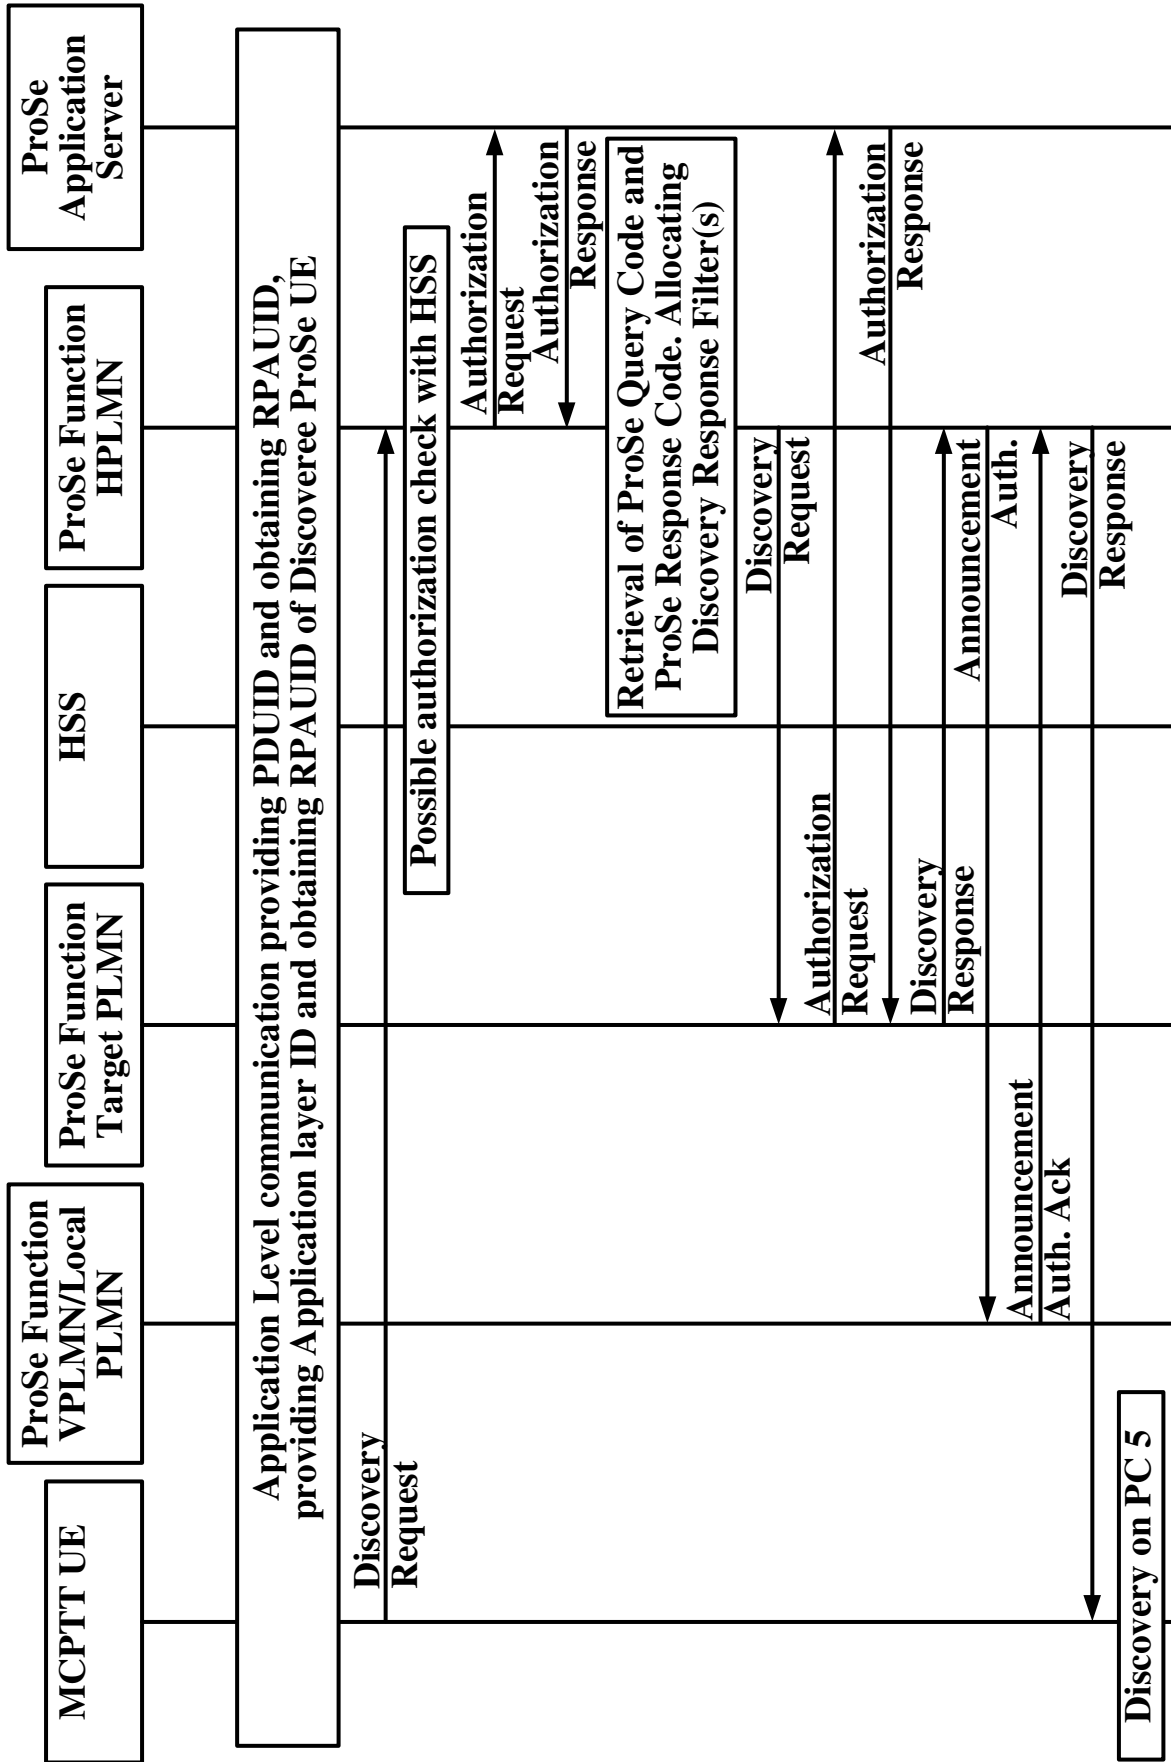 MCPTT UE
ProSe Function
VPLMN/Local
PLMN
ProSe Function
Target PLMN
HSS
ProSe Function
HPLMN
ProSe
Application
Server
Application Level communication providing PDUID and obtaining RPAUID,
providing Application layer ID and obtaining RPAUID of Discoveree ProSe UE
Discovery
Request
Possible authorization check with HSS
Authorization
Request
Authorization
Response
Retrieval of ProSe Query Code and
ProSe Response Code. Allocating
Discovery Response Filter(s)
Discovery
Request
Authorization
Request
Authorization
Response
Discovery
Response
Announcement
Auth.
Announcement
Auth. Ack
Discovery
Response
Discovery on PC 5